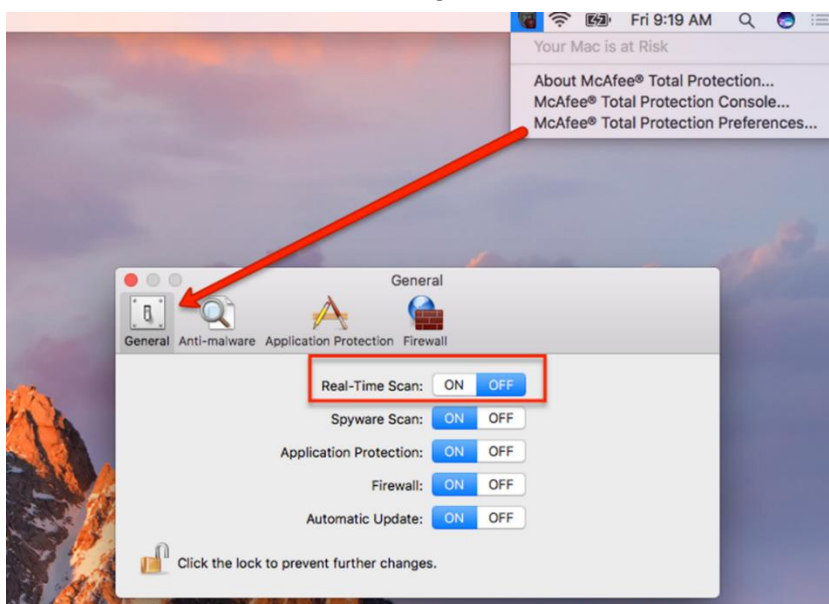 Fri 9:19 AM
Your Mac is at Risk
About McAfee® Total Protection...
McAfee® Total Protection Console...
McAfee® Total Protection Preferences...
General
General Anti-malware Application Protection Firewall
Real-Time Scan: ON OFF
Spyware Scan: ON OFF
Application Protection: ON OFF
Firewall: ON OFF
Automatic Update: ON OFF
Click the lock to prevent further changes.